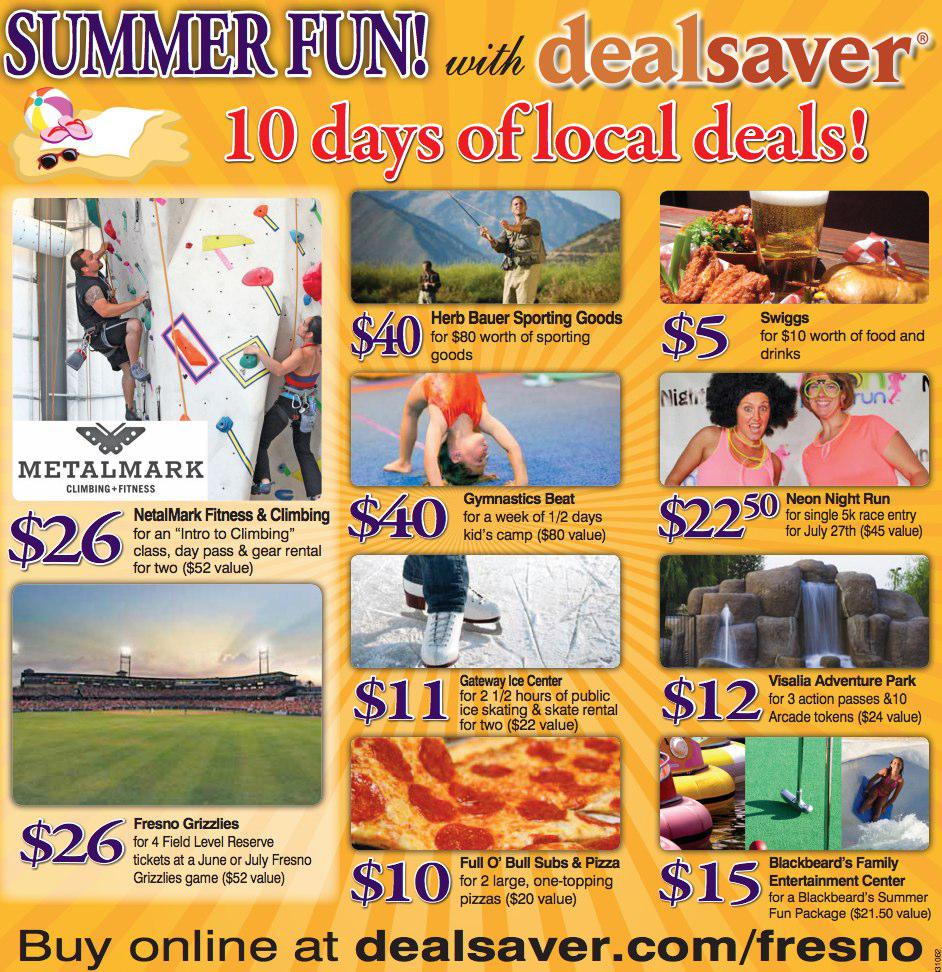 SUMMER FUN! with dealsaver®
10 days of local deals!
METALMARK
CLIMBING+FITNESS
$26
NetalMark Fitness & Climbing
for an “Intro to Climbing”
class, day pass & gear rental
for two ($52 value)
$26
Fresno Grizzlies
for 4 Field Level Reserve
tickets at a June or July Fresno
Grizzlies game ($52 value)
$40
Herb Bauer Sporting Goods
for $80 worth of sporting
goods
$40
Gymnastics Beat
for a week of 1/2 days
kid’s camp ($80 value)
$11
Gateway Ice Center
for 2 1/2 hours of public
ice skating & skate rental
for two ($22 value)
$10
Full O’ Bull Subs & Pizza
for 2 large, one-topping
pizzas ($20 value)
$5
Swiggs
for $10 worth of food and
drinks
Night
run
$2250
Neon Night Run
for single 5k race entry
for July 27th ($45 value)
$12
Visalia Adventure Park
for 3 action passes &10
Arcade tokens ($24 value)
$15
Blackbeard’s Family
Entertainment Center
for a Blackbeard’s Summer
Fun Package ($21.50 value)
Buy online at dealsaver.com/fresno